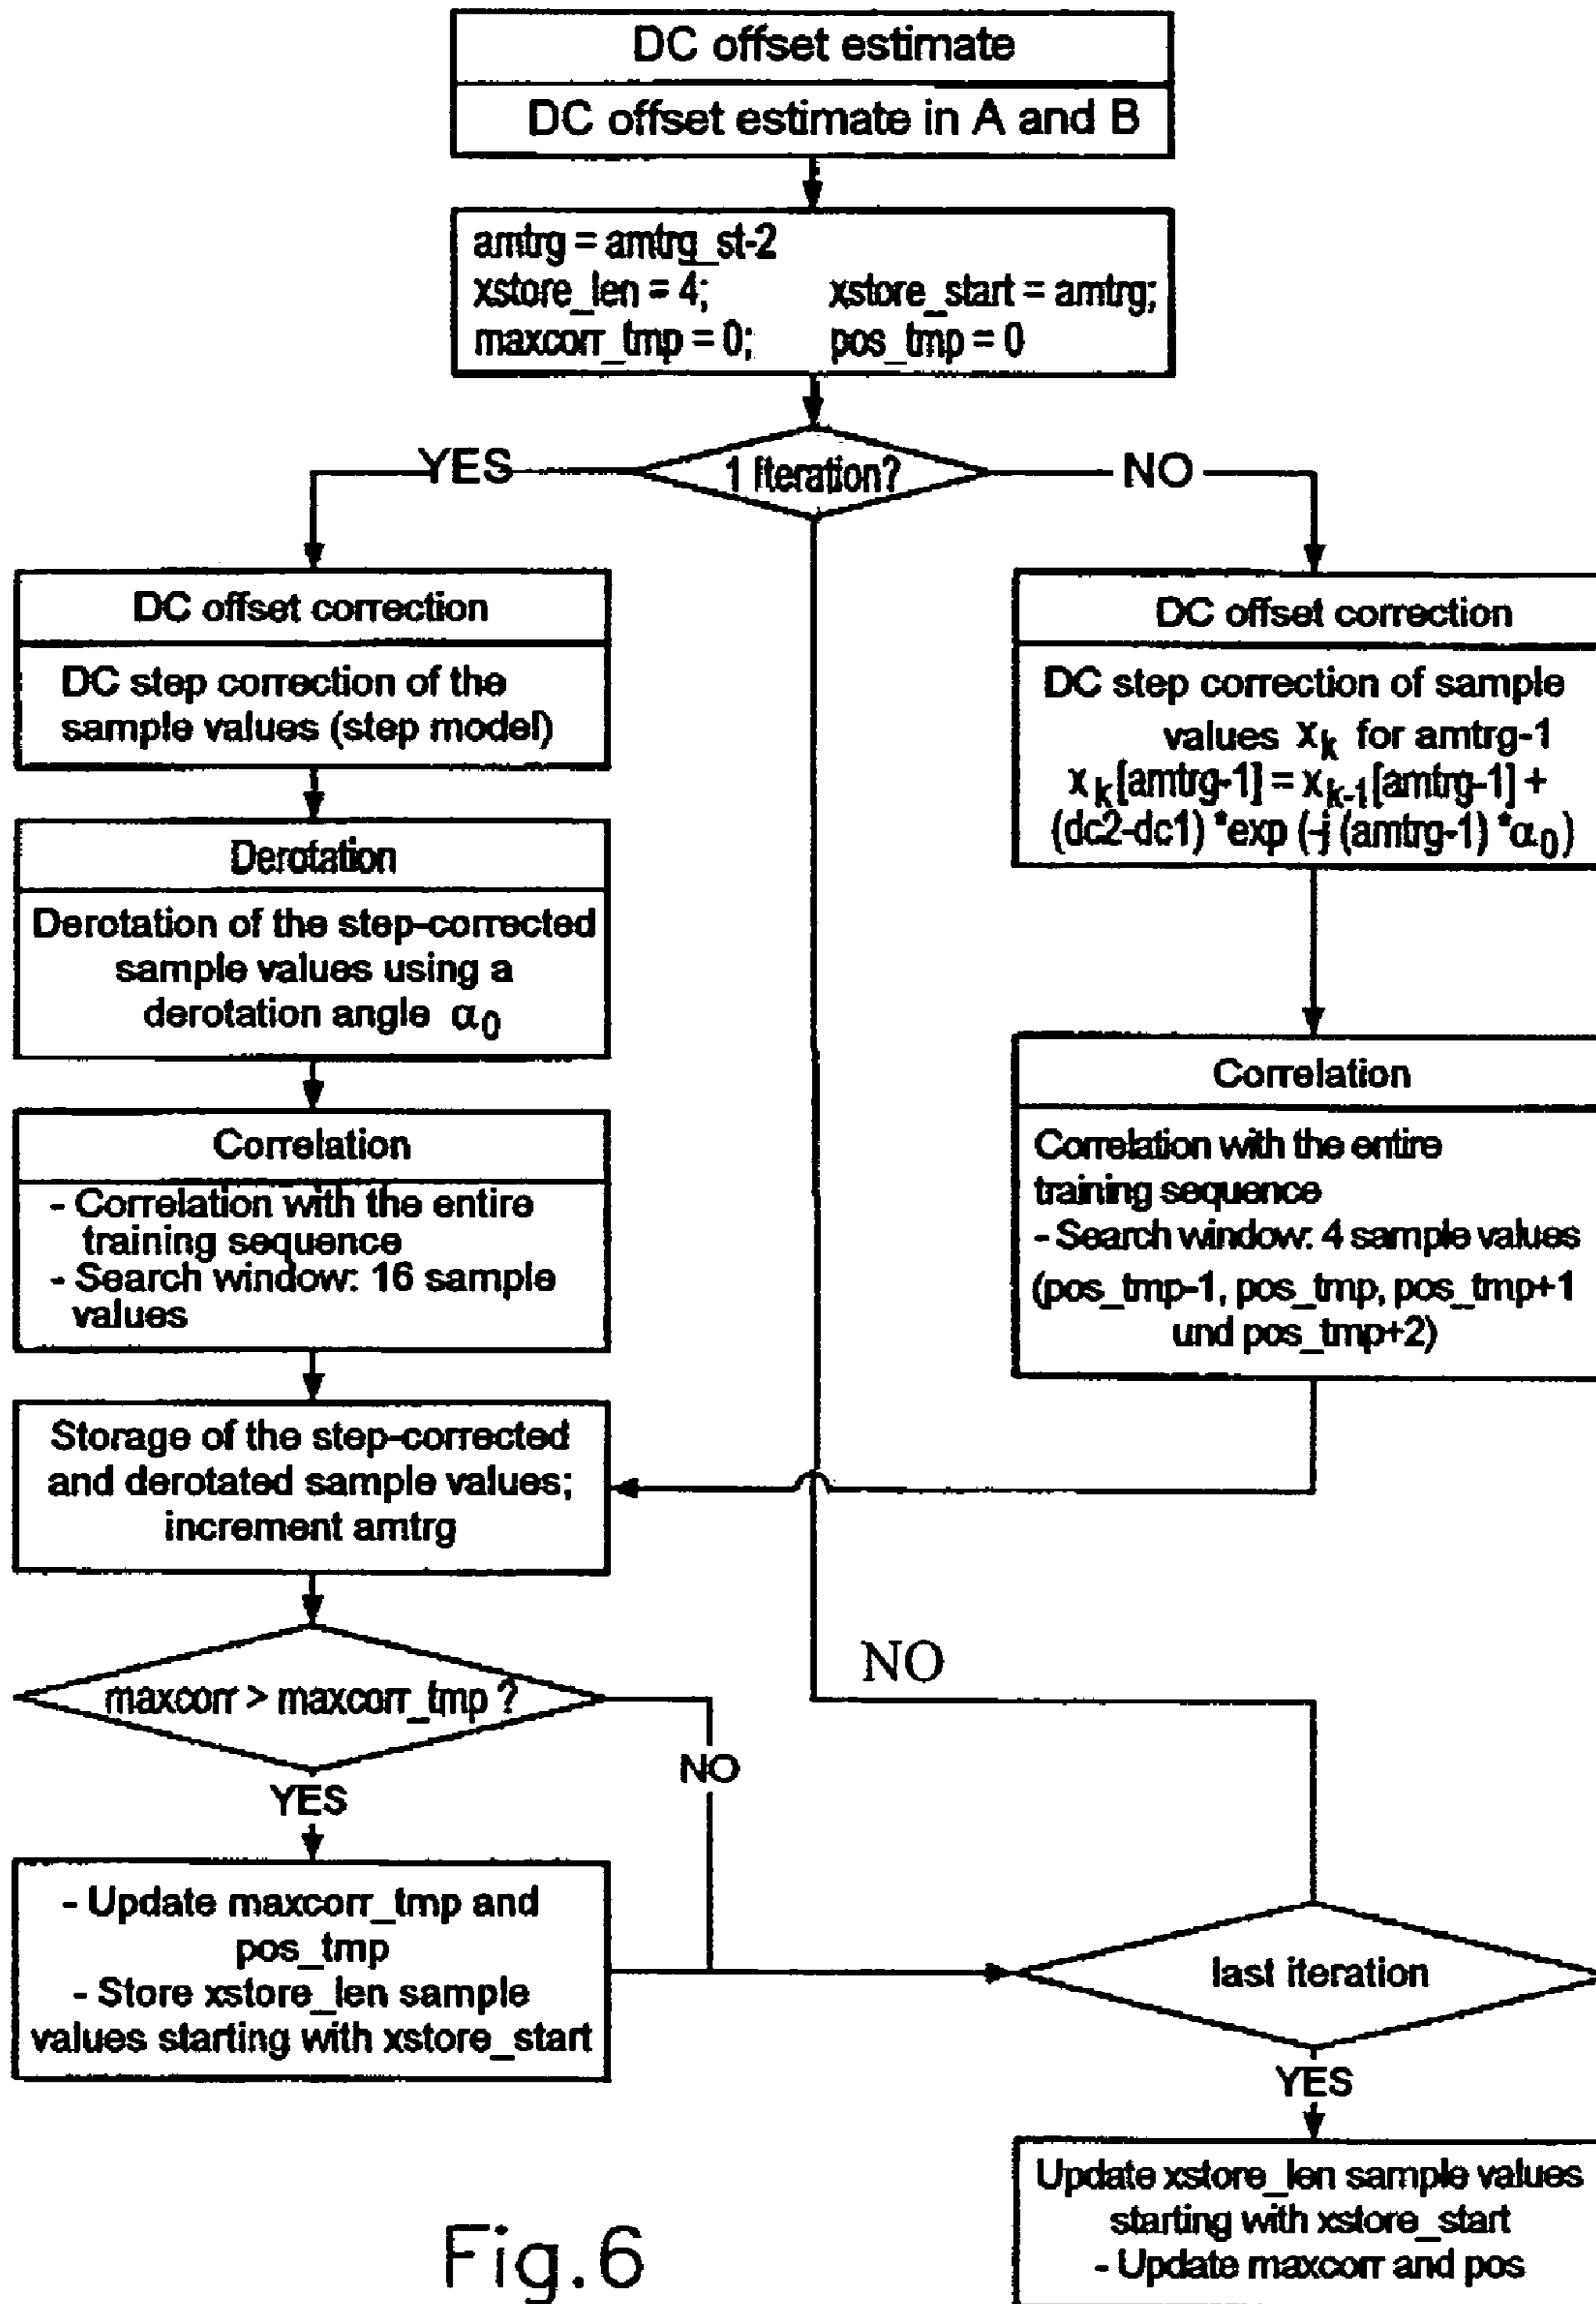 DC offset estimate
DC offset estimate in A and B
amtrg = amtrg_st-2
xstore_len = 4; xstore_start = amtrg;
maxcorr_tmp = 0; pos_tmp = 0
1 Iteration?
YES
NO
DC offset correction
DC step correction of the
sample values (step model)
Derotation
Derotation of the step-corrected
sample values using a
derotation angle α₀
Correlation
- Correlation with the entire
training sequence
- Search window: 16 sample
values
DC offset correction
DC step correction of sample
values xₖ for amtrg-1
xₖ[amtrg-1] = xₖ₋₁[amtrg-1] +
(dc2-dc1) *exp (-j (amtrg-1) *α₀)
Correlation
Correlation with the entire
training sequence
- Search window: 4 sample values
(pos_tmp-1, pos_tmp, pos_tmp+1
und pos_tmp+2)
Storage of the step-corrected
and derotated sample values;
increment amtrg
maxcorr > maxcorr_tmp ?
NO
NO
YES
- Update maxcorr_tmp and
pos_tmp
- Store xstore_len sample
values starting with xstore_start
last iteration
YES
Update xstore_len sample values
starting with xstore_start
- Update maxcorr and pos
Fig.6